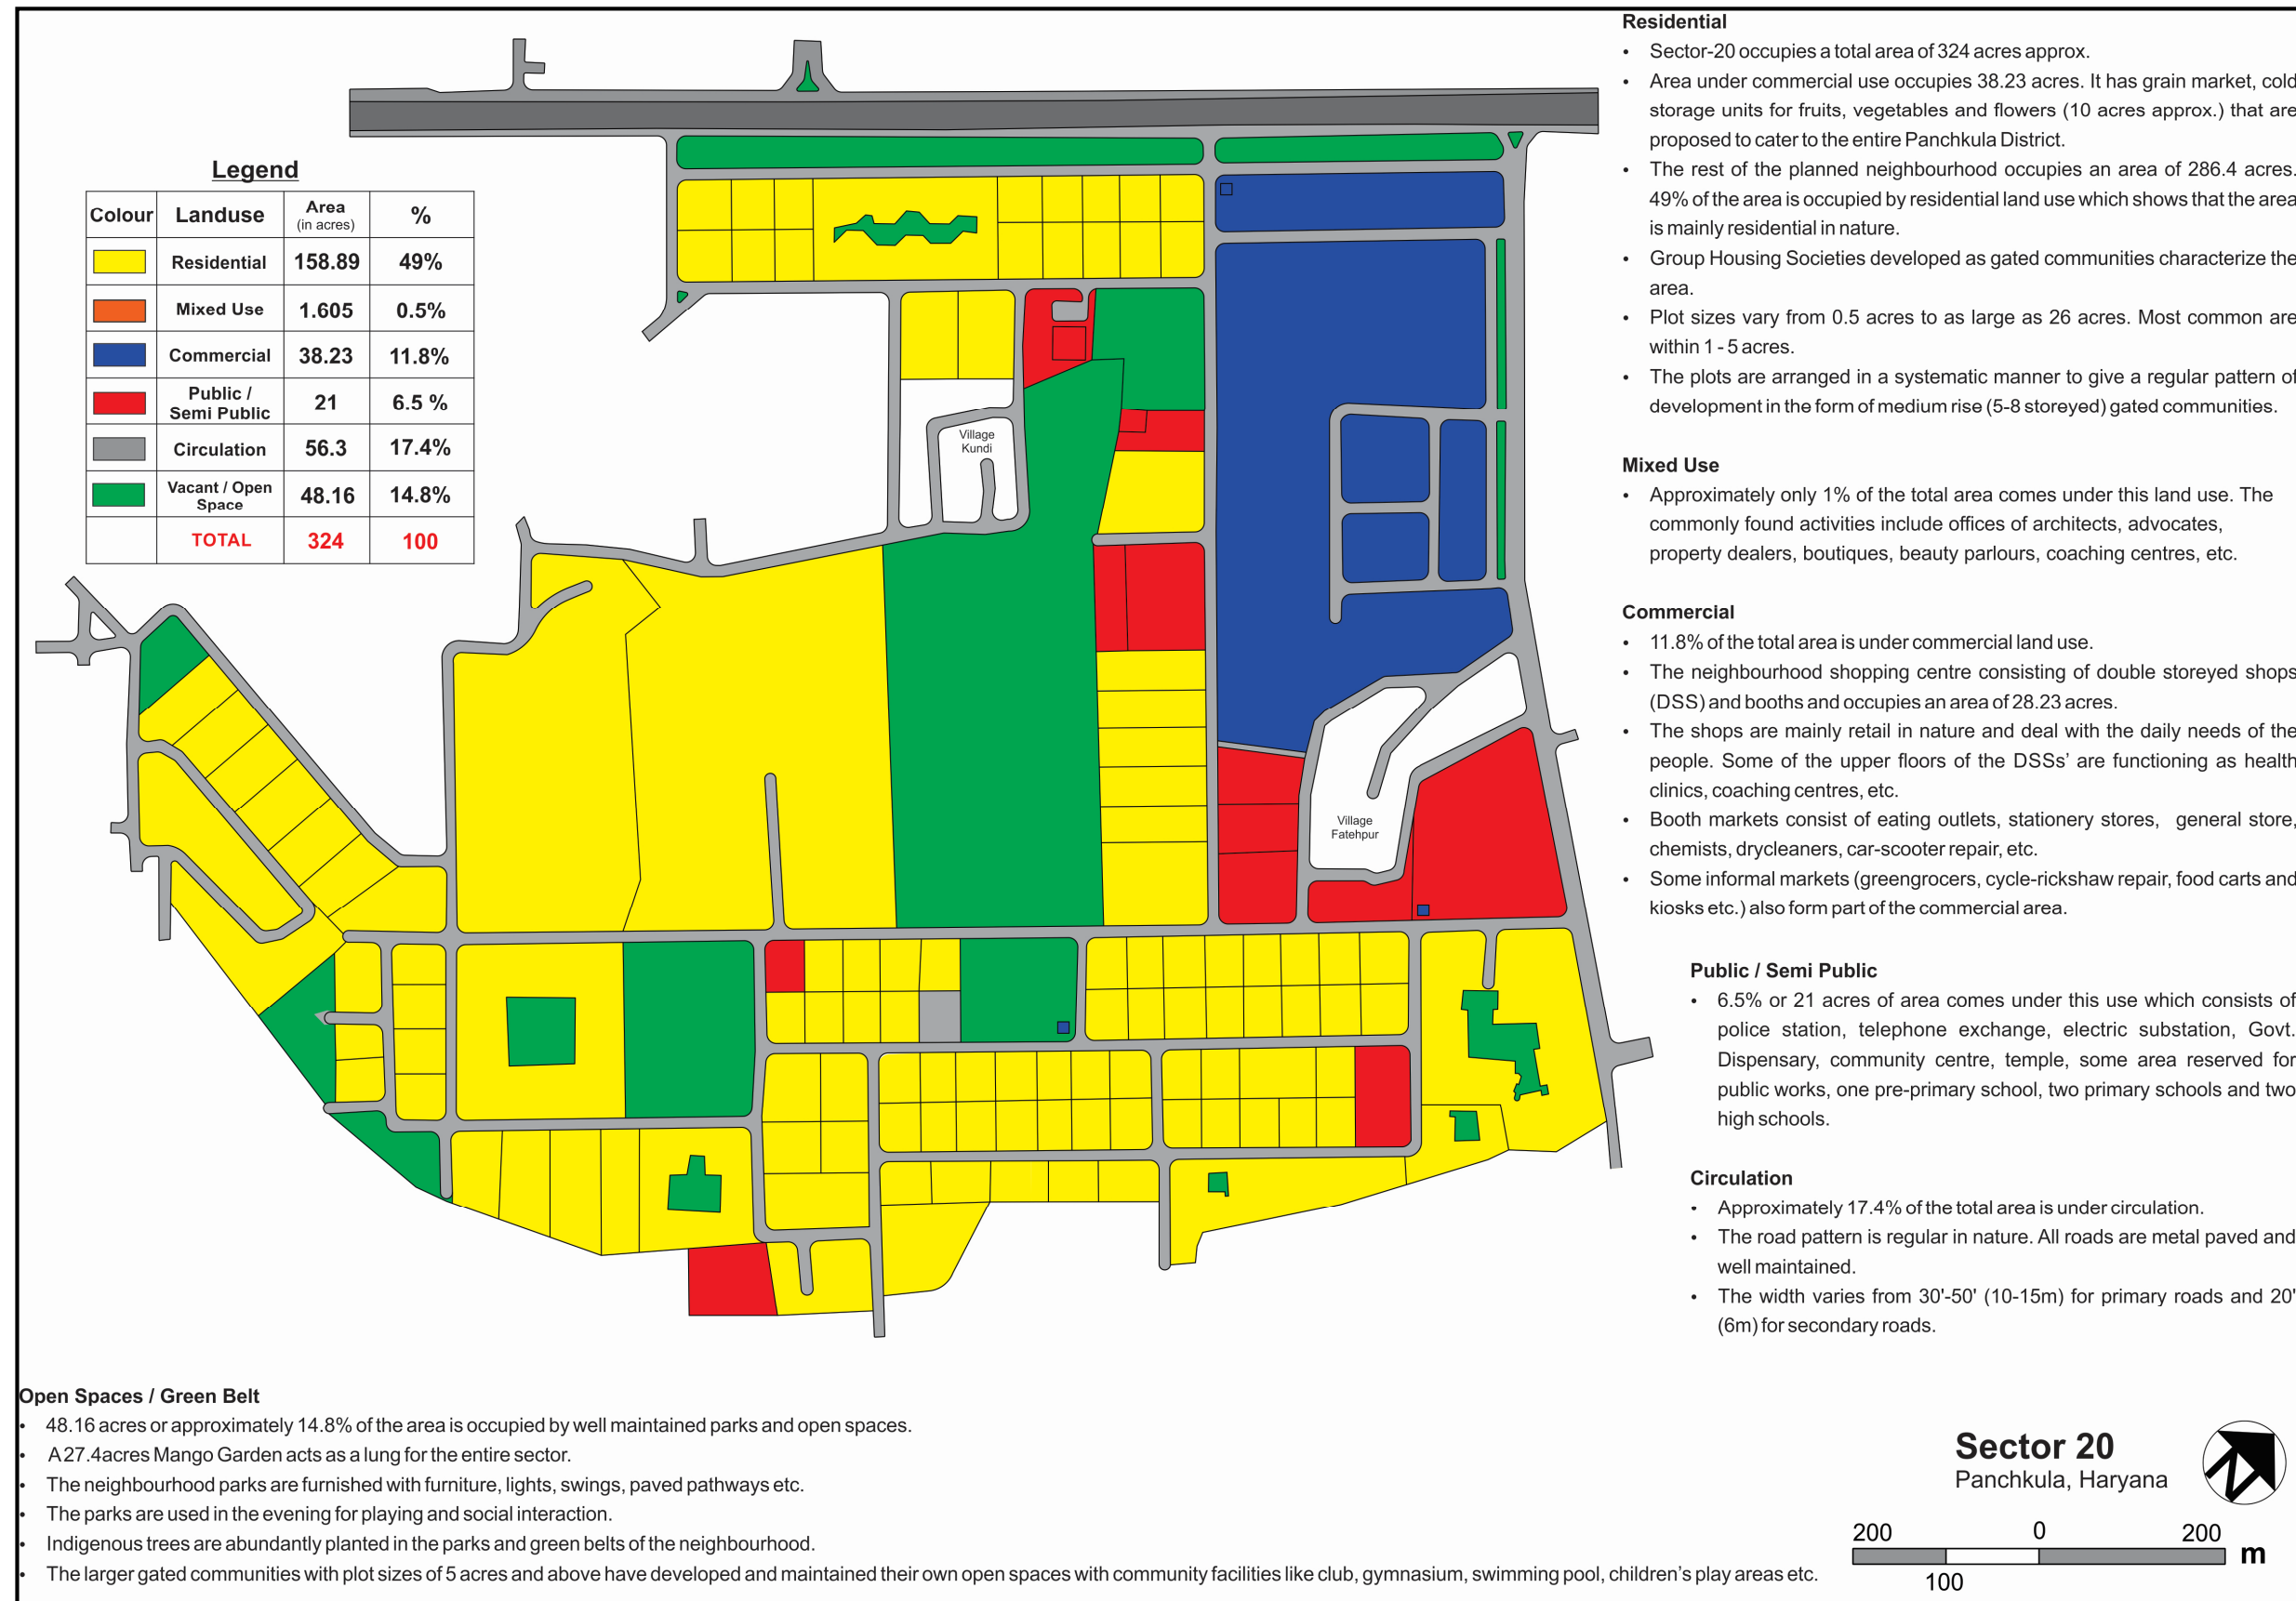 Legend
Colour Landuse Area (in acres) %
Residential 158.89 49%
Mixed Use 1.605 0.5%
Commercial 38.23 11.8%
Public / Semi Public 21 6.5 %
Circulation 56.3 17.4%
Vacant / Open Space 48.16 14.8%
TOTAL 324 100
Village
Kundi
Village
Fatehpur
Residential
• Sector-20 occupies a total area of 324 acres approx.
• Area under commercial use occupies 38.23 acres. It has grain market, cold
storage units for fruits, vegetables and flowers (10 acres approx.) that are
proposed to cater to the entire Panchkula District.
• The rest of the planned neighbourhood occupies an area of 286.4 acres.
49% of the area is occupied by residential land use which shows that the area
is mainly residential in nature.
• Group Housing Societies developed as gated communities characterize the
area.
• Plot sizes vary from 0.5 acres to as large as 26 acres. Most common are
within 1 - 5 acres.
• The plots are arranged in a systematic manner to give a regular pattern of
development in the form of medium rise (5-8 storeyed) gated communities.
Mixed Use
• Approximately only 1% of the total area comes under this land use. The
commonly found activities include offices of architects, advocates,
property dealers, boutiques, beauty parlours, coaching centres, etc.
Commercial
• 11.8% of the total area is under commercial land use.
• The neighbourhood shopping centre consisting of double storeyed shops
(DSS) and booths and occupies an area of 28.23 acres.
• The shops are mainly retail in nature and deal with the daily needs of the
people. Some of the upper floors of the DSSs’ are functioning as health
clinics, coaching centres, etc.
• Booth markets consist of eating outlets, stationery stores, general store,
chemists, drycleaners, car-scooter repair, etc.
• Some informal markets (greengrocers, cycle-rickshaw repair, food carts and
kiosks etc.) also form part of the commercial area.
Public / Semi Public
• 6.5% or 21 acres of area comes under this use which consists of
police station, telephone exchange, electric substation, Govt.
Dispensary, community centre, temple, some area reserved for
public works, one pre-primary school, two primary schools and two
high schools.
Circulation
• Approximately 17.4% of the total area is under circulation.
• The road pattern is regular in nature. All roads are metal paved and
well maintained.
• The width varies from 30'-50' (10-15m) for primary roads and 20'
(6m) for secondary roads.
Open Spaces / Green Belt
• 48.16 acres or approximately 14.8% of the area is occupied by well maintained parks and open spaces.
• A 27.4acres Mango Garden acts as a lung for the entire sector.
• The neighbourhood parks are furnished with furniture, lights, swings, paved pathways etc.
• The parks are used in the evening for playing and social interaction.
• Indigenous trees are abundantly planted in the parks and green belts of the neighbourhood.
• The larger gated communities with plot sizes of 5 acres and above have developed and maintained their own open spaces with community facilities like club, gymnasium, swimming pool, children’s play areas etc.
Sector 20
Panchkula, Haryana
N
200 0 200
m
100